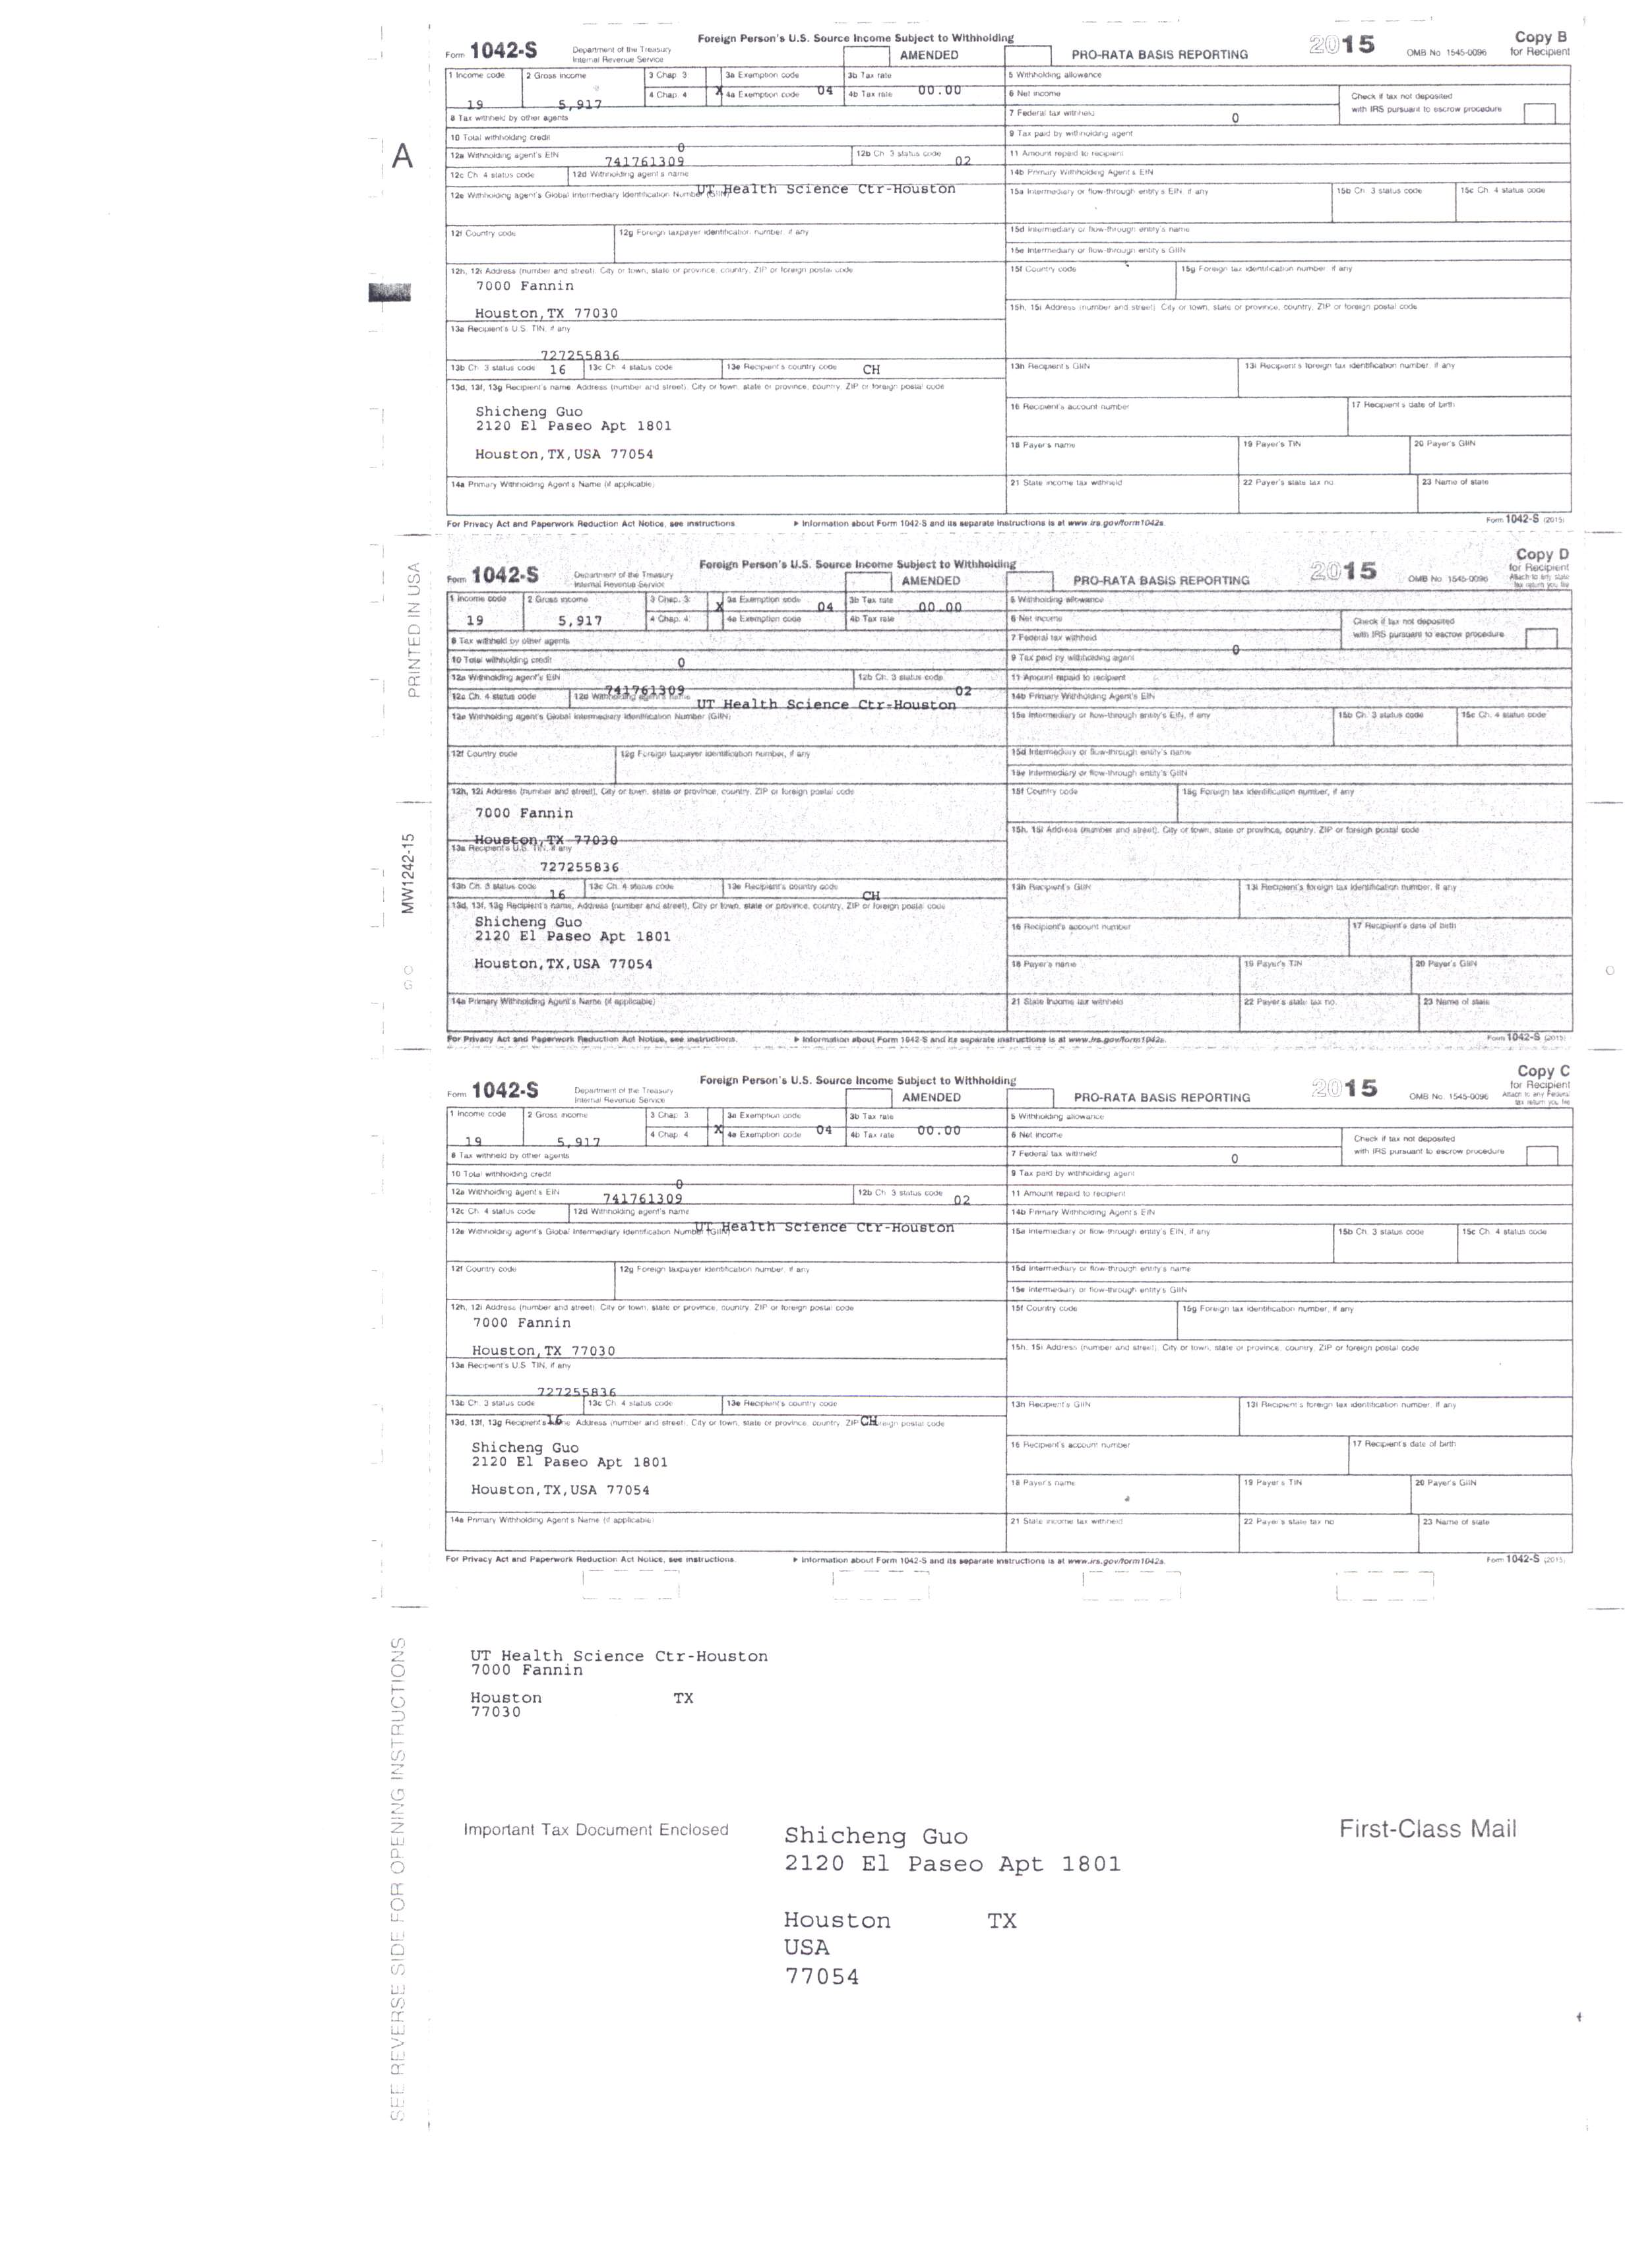 Form 1042-S Department of the Treasury Internal Revenue Service Foreign Person's U.S. Source Income Subject to Withholding 2015 OMB No. 1545-0096 Copy B for Recipient
AMENDED PRO-RATA BASIS REPORTING
1 Income code 2 Gross income 3 Chap. 3: 3a Exemption code 3b Tax rate 5 Withholding allowance
19 5,917 4 Chap. 4: X 4a Exemption code 04 4b Tax rate 00.00 6 Net income Check if tax not deposited with IRS pursuant to escrow procedure
8 Tax withheld by other agents 7 Federal tax withheld 0
10 Total withholding credit 0 9 Tax paid by withholding agent
12a Withholding agent's EIN 741761309 12b Ch. 3 status code 02 11 Amount repaid to recipient
12c Ch. 4 status code 12d Withholding agent's name 14b Primary Withholding Agent's EIN
12e Withholding agent's Global Intermediary Identification Number (GIIN) UT Health Science Ctr-Houston 15a Intermediary or flow-through entity's EIN, if any 15b Ch. 3 status code 15c Ch. 4 status code
12f Country code 12g Foreign taxpayer identification number, if any 15d Intermediary or flow-through entity's name
15e Intermediary or flow-through entity's GIIN
12h, 12i Address (number and street), City or town, state or province, country, ZIP or foreign postal code 15f Country code 15g Foreign tax identification number, if any
7000 Fannin
Houston, TX 77030 15h, 15i Address (number and street), City or town, state or province, country, ZIP or foreign postal code
13a Recipient's U.S. TIN, if any
727255836
13b Ch. 3 status code 16 13c Ch. 4 status code 13e Recipient's country code CH 13h Recipient's GIIN 13i Recipient's foreign tax identification number, if any
13d, 13f, 13g Recipient's name, Address (number and street), City or town, state or province, country, ZIP or foreign postal code
Shicheng Guo 16 Recipient's account number 17 Recipient's date of birth
2120 El Paseo Apt 1801
Houston,TX,USA 77054 18 Payer's name 19 Payer's TIN 20 Payer's GIIN
14a Primary Withholding Agent's Name (if applicable) 21 State income tax withheld 22 Payer's state tax no. 23 Name of state
For Privacy Act and Paperwork Reduction Act Notice, see instructions. ▶ Information about Form 1042-S and its separate instructions is at www.irs.gov/form1042s. Form 1042-S (2015)
A
Form 1042-S Department of the Treasury Internal Revenue Service Foreign Person's U.S. Source Income Subject to Withholding 2015 OMB No. 1545-0096 Copy D for Recipient Attach to any state tax return you file
AMENDED PRO-RATA BASIS REPORTING
1 Income code 2 Gross income 3 Chap. 3: X 3a Exemption code 04 3b Tax rate 00.00 5 Withholding allowance
19 5,917 4 Chap. 4: 4a Exemption code 4b Tax rate 6 Net income Check if tax not deposited with IRS pursuant to escrow procedure
8 Tax withheld by other agents 7 Federal tax withheld 0
10 Total withholding credit 0 9 Tax paid by withholding agent
12a Withholding agent's EIN 12b Ch. 3 status code 11 Amount repaid to recipient
12c Ch. 4 status code 12d Withholding agent's name 741761309 02 14b Primary Withholding Agent's EIN
UT Health Science Ctr-Houston
12e Withholding agent's Global Intermediary Identification Number (GIIN) 15a Intermediary or flow-through entity's EIN, if any 15b Ch. 3 status code 15c Ch. 4 status code
12f Country code 12g Foreign taxpayer identification number, if any 15d Intermediary or flow-through entity's name
15e Intermediary or flow-through entity's GIIN
12h, 12i Address (number and street), City or town, state or province, country, ZIP or foreign postal code 15f Country code 15g Foreign tax identification number, if any
7000 Fannin
Houston, TX 77030 15h, 15i Address (number and street), City or town, state or province, country, ZIP or foreign postal code
13a Recipient's U.S. TIN, if any
727255836
13b Ch. 3 status code 16 13c Ch. 4 status code 13e Recipient's country code CH 13h Recipient's GIIN 13i Recipient's foreign tax identification number, if any
13d, 13f, 13g Recipient's name, Address (number and street), City or town, state or province, country, ZIP or foreign postal code
Shicheng Guo 16 Recipient's account number 17 Recipient's date of birth
2120 El Paseo Apt 1801
Houston,TX,USA 77054 18 Payer's name 19 Payer's TIN 20 Payer's GIIN
14a Primary Withholding Agent's Name (if applicable) 21 State income tax withheld 22 Payer's state tax no. 23 Name of state
For Privacy Act and Paperwork Reduction Act Notice, see instructions. ▶ Information about Form 1042-S and its separate instructions is at www.irs.gov/form1042s. Form 1042-S (2015)
PRINTED IN USA
MW1242-15
Form 1042-S Department of the Treasury Internal Revenue Service Foreign Person's U.S. Source Income Subject to Withholding 2015 OMB No. 1545-0096 Copy C for Recipient Attach to any Federal tax return you file
AMENDED PRO-RATA BASIS REPORTING
1 Income code 2 Gross income 3 Chap. 3 3a Exemption code 3b Tax rate 5 Withholding allowance
19 5,917 4 Chap. 4 X 4a Exemption code 04 4b Tax rate 00.00 6 Net income Check if tax not deposited with IRS pursuant to escrow procedure
8 Tax withheld by other agents 7 Federal tax withheld 0
10 Total withholding credit 0 9 Tax paid by withholding agent
12a Withholding agent's EIN 741761309 12b Ch. 3 status code 02 11 Amount repaid to recipient
12c Ch. 4 status code 12d Withholding agent's name 14b Primary Withholding Agent's EIN
12e Withholding agent's Global Intermediary Identification Number (GIIN) UT Health Science Ctr-Houston 15a Intermediary or flow-through entity's EIN, if any 15b Ch. 3 status code 15c Ch. 4 status code
12f Country code 12g Foreign taxpayer identification number, if any 15d Intermediary or flow-through entity's name
15e Intermediary or flow-through entity's GIIN
12h, 12i Address (number and street), City or town, state or province, country, ZIP or foreign postal code 15f Country code 15g Foreign tax identification number, if any
7000 Fannin
Houston, TX 77030 15h, 15i Address (number and street), City or town, state or province, country, ZIP or foreign postal code
13a Recipient's U.S. TIN, if any
727255836
13b Ch. 3 status code 13c Ch. 4 status code 13e Recipient's country code 13h Recipient's GIIN 13i Recipient's foreign tax identification number, if any
13d, 13f, 13g Recipient's 16 Address (number and street), City or town, state or province, country, ZIP CH foreign postal code
Shicheng Guo 16 Recipient's account number 17 Recipient's date of birth
2120 El Paseo Apt 1801
Houston,TX,USA 77054 18 Payer's name 19 Payer's TIN 20 Payer's GIIN
14a Primary Withholding Agent's Name (if applicable) 21 State income tax withheld 22 Payer's state tax no 23 Name of state
For Privacy Act and Paperwork Reduction Act Notice, see instructions. ▶ Information about Form 1042-S and its separate instructions is at www.irs.gov/form1042s. Form 1042-S (2015)
UT Health Science Ctr-Houston
7000 Fannin
Houston TX
77030
SEE REVERSE SIDE FOR OPENING INSTRUCTIONS
Important Tax Document Enclosed
First-Class Mail
Shicheng Guo
2120 El Paseo Apt 1801
Houston TX
USA
77054